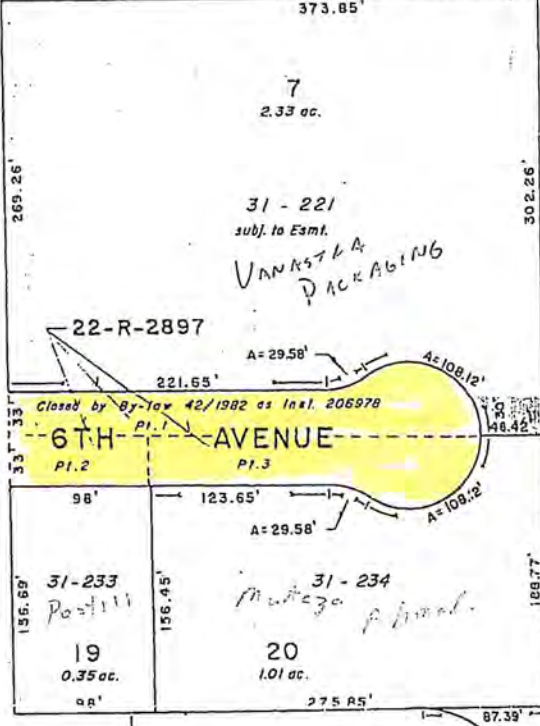 373.85'
7
2.33 ac.
269.26'
302.26'
31 - 221
subj. to Esmt.
VANASTRA
PACKAGING
22-R-2897
A= 29.58'
A= 108.12'
221.65'
Closed by By-law 42/1982 as Inst. 206978
33'
Pt. 1
30'
46.42'
6TH AVENUE
33'
Pt. 2
Pt. 3
98'
123.65'
A= 29.58'
A= 108.12'
156.69'
31-233
156.45'
31-234
188.77'
19
20
0.35 ac.
1.01 ac.
98'
275.85'
87.39'